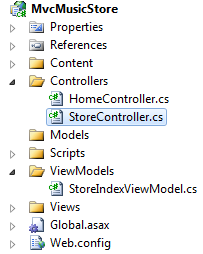 MvcMusicStore
Properties
References
Content
Controllers
HomeController.cs
StoreController.cs
Models
Scripts
ViewModels
StoreIndexViewModel.cs
Views
Global.asax
Web.config